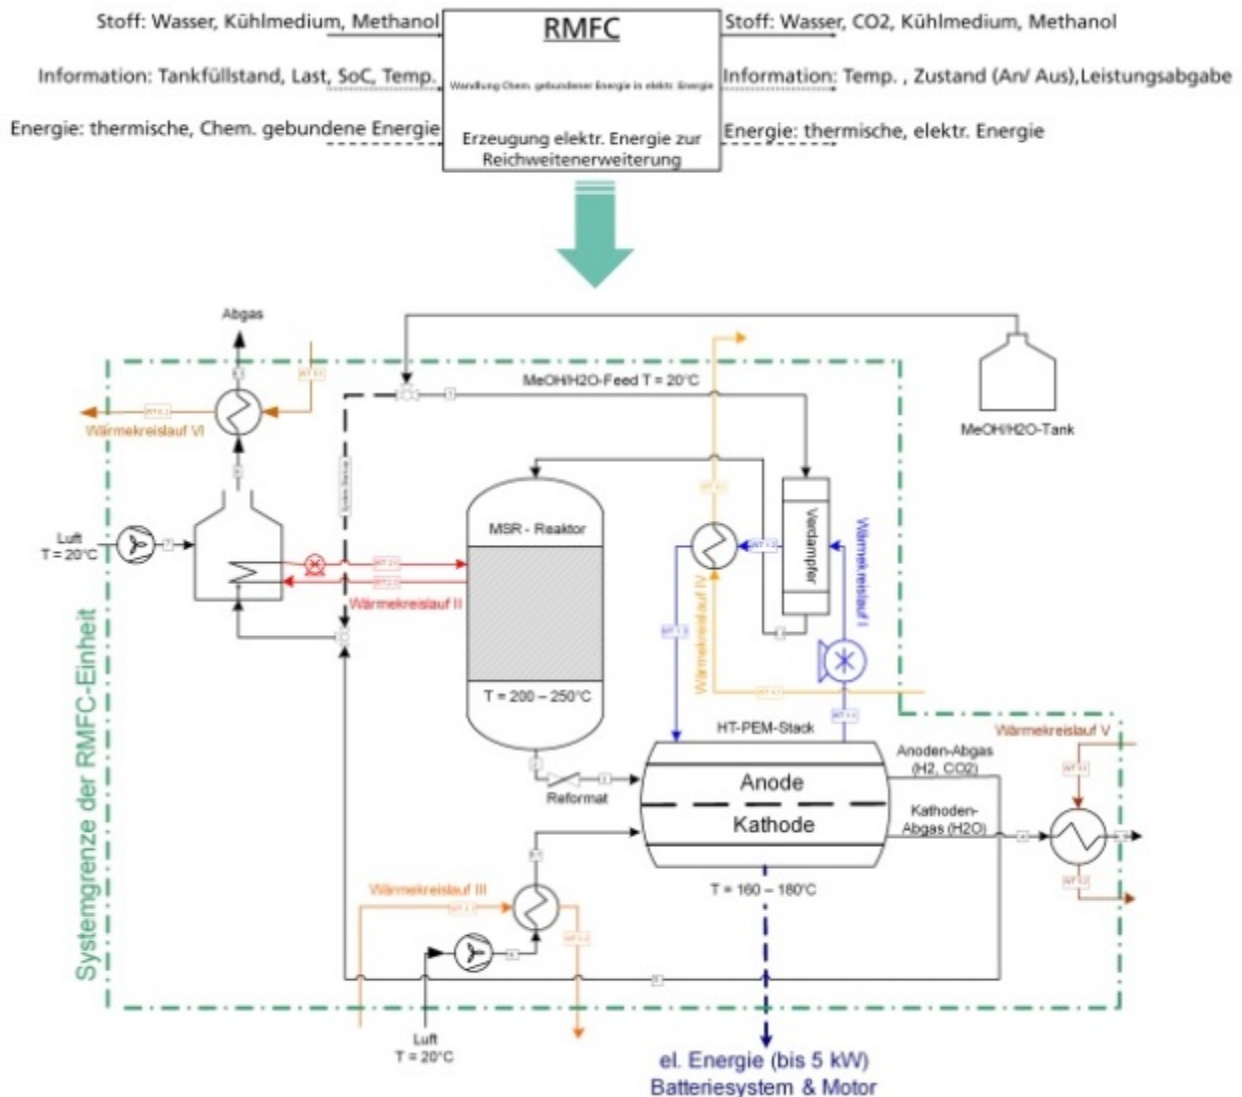 Stoff: Wasser, Kühlmedium, Methanol
RMFC
Stoff: Wasser, CO2, Kühlmedium, Methanol
Information: Tankfüllstand, Last, SoC, Temp.
Wandlung Chem. gebundener Energie in elektr. Energie
Information: Temp. , Zustand (An/ Aus),Leistungsabgabe
Energie: thermische, Chem. gebundene Energie
Erzeugung elektr. Energie zur
Reichweitenerweiterung
Energie: thermische, elektr. Energie
Abgas
MeOH/H2O-Feed T = 20°C
MeOH/H2O-Tank
Wärmekreislauf VI
Luft
T = 20°C
MSR - Reaktor
Verdampfer
Wärmekreislauf I
Wärmekreislauf II
Wärmekreislauf IV
T = 200 – 250°C
Systemgrenze der RMFC-Einheit
HT-PEM-Stack
Wärmekreislauf V
Anoden-Abgas
(H2, CO2)
Anode
Reformat
Kathode
Kathoden-
Abgas (H2O)
T = 160 – 180°C
Wärmekreislauf III
Luft
T = 20°C
el. Energie (bis 5 kW)
Batteriesystem & Motor